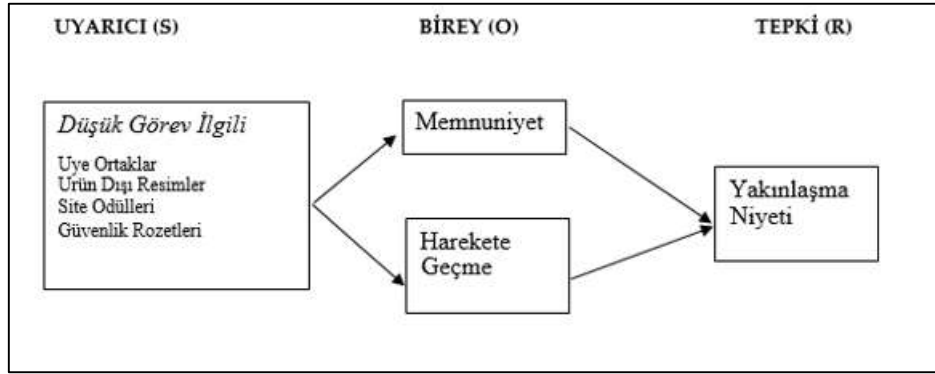 UYARICI (S)
BİREY (O)
TEPKİ (R)
Düşük Görev İlgili
Uye Ortaklar
Urün Dışı Resimler
Site Odülleri
Güvenlik Rozetleri
Memnuniyet
Harekete
Geçme
Yakınlaşma
Niyeti